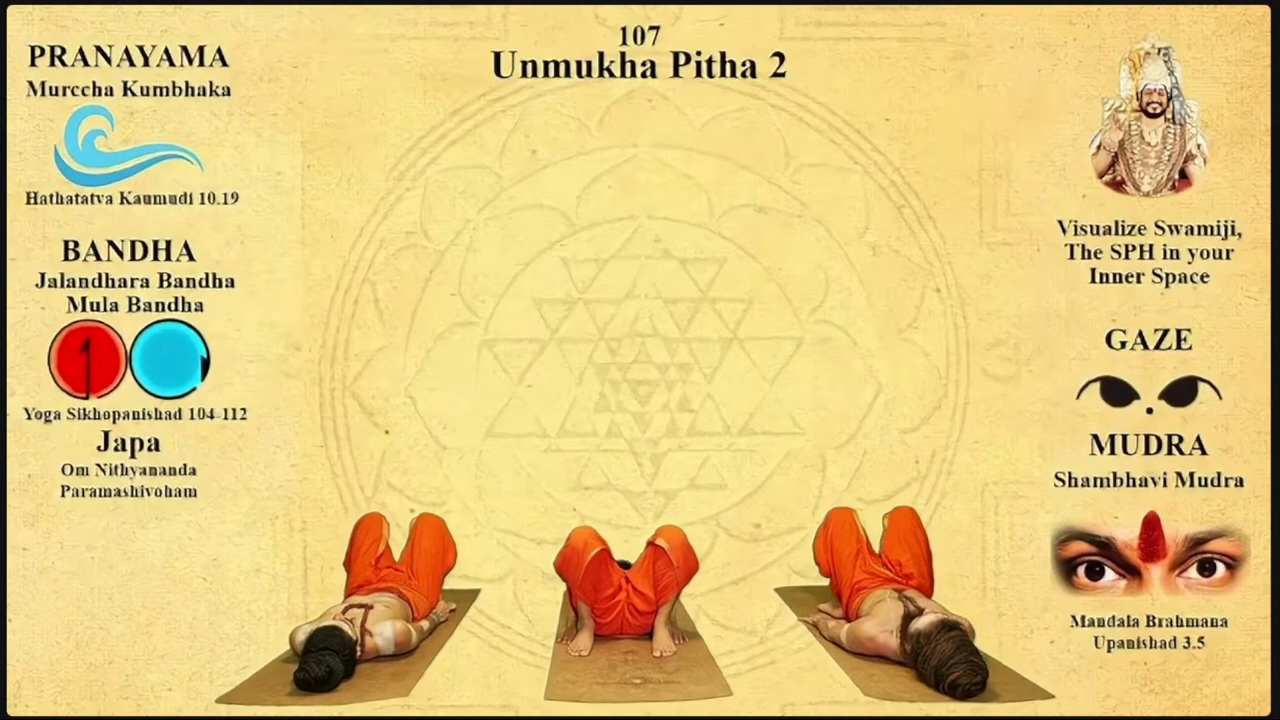 107
Unmukha Pitha 2
PRANAYAMA
Murccha Kumbhaka
Hathatatva Kaumudi 10.19
BANDHA
Jalandhara Bandha
Mula Bandha
Yoga Sikhopanishad 104-112
Japa
Om Nithyananda
Paramashivoham
Visualize Swamiji,
The SPH in your
Inner Space
GAZE
MUDRA
Shambhavi Mudra
Mandala Brahmana
Upanishad 3.5